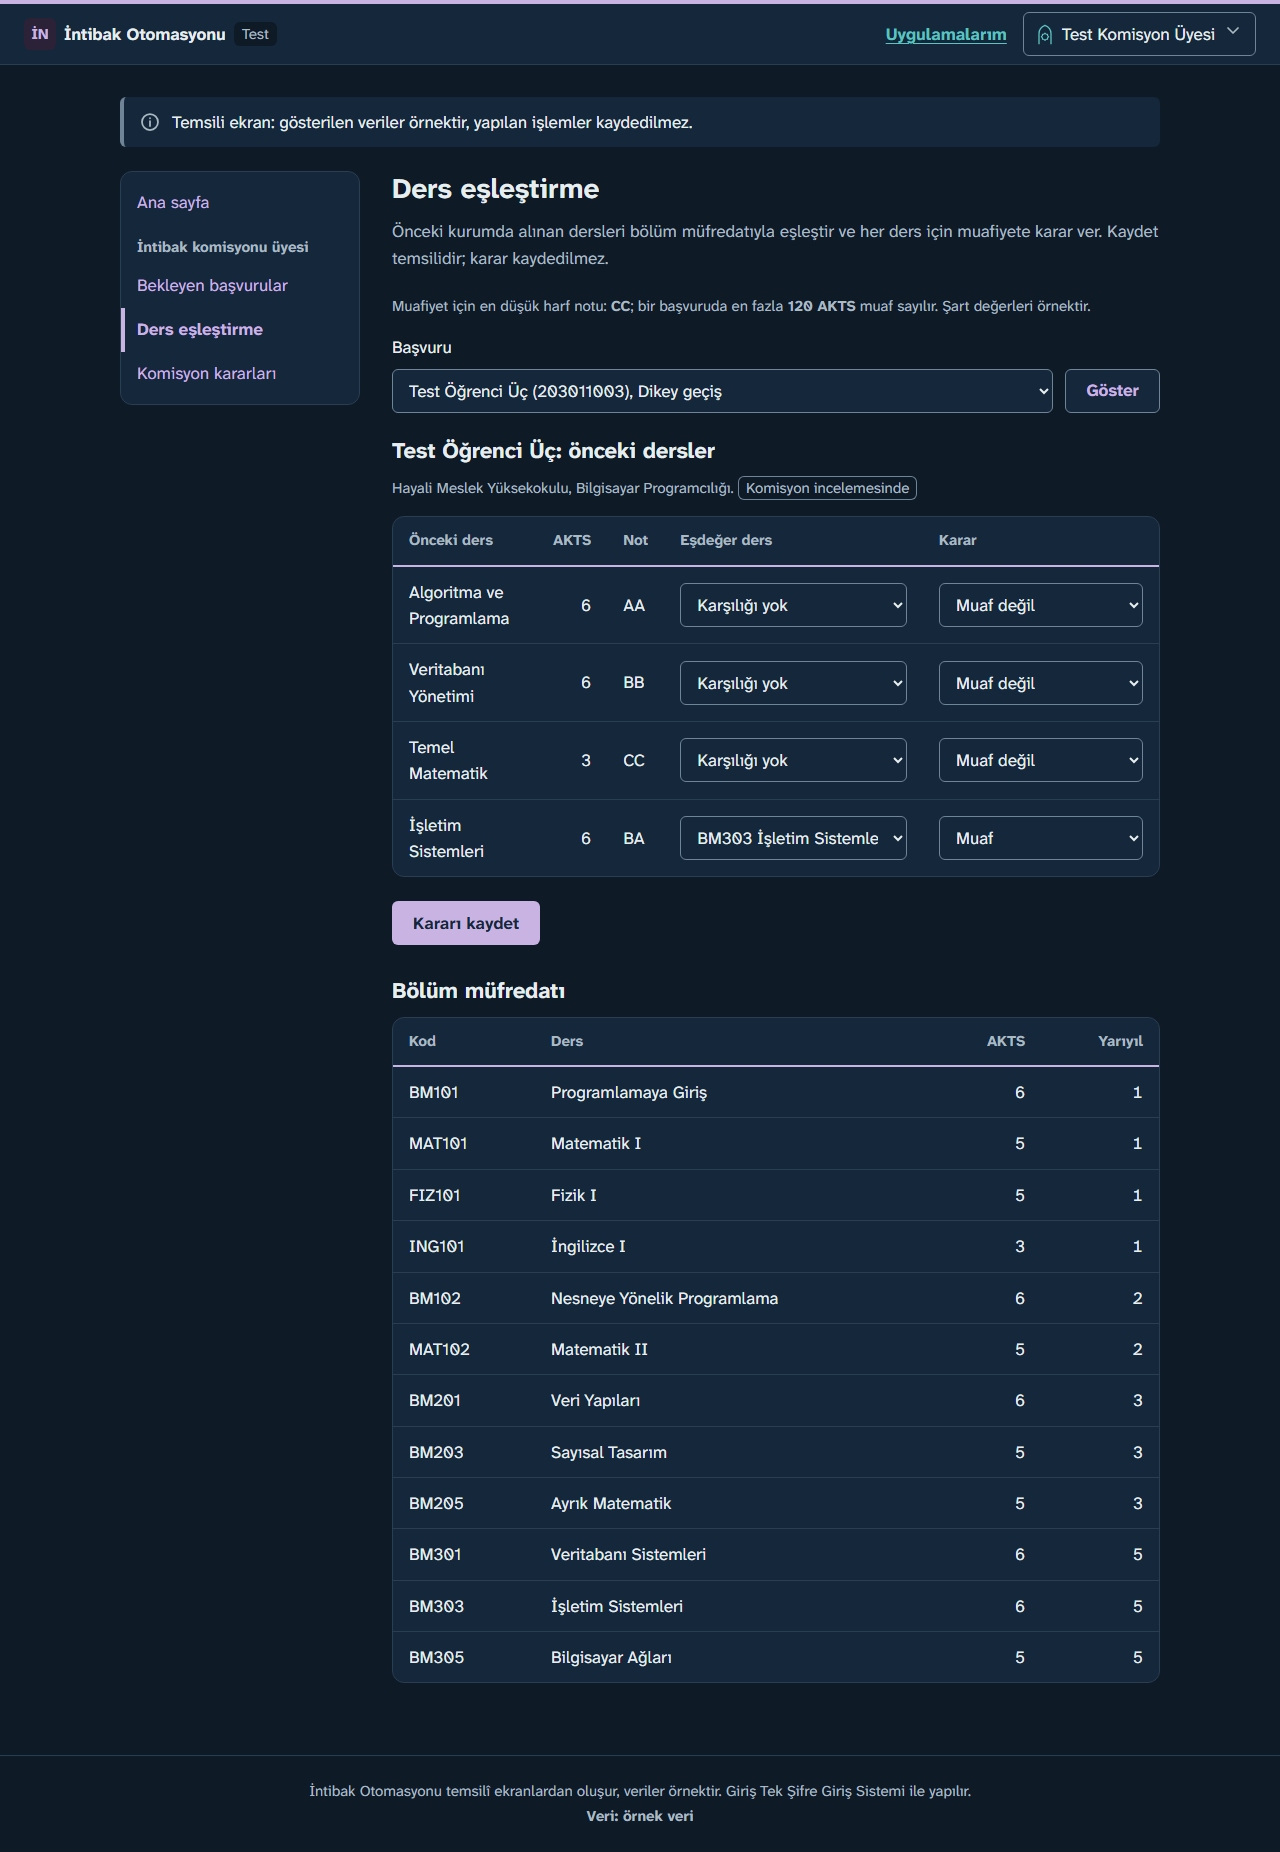 İN İntibak Otomasyonu Test
Uygulamalarım
Test Komisyon Üyesi
Temsili ekran: gösterilen veriler örnektir, yapılan işlemler kaydedilmez.
Ana sayfa
İntibak komisyonu üyesi
Bekleyen başvurular
Ders eşleştirme
Komisyon kararları
Ders eşleştirme
Önceki kurumda alınan dersleri bölüm müfredatıyla eşleştir ve her ders için muafiyete karar ver. Kaydet
temsilidir; karar kaydedilmez.
Muafiyet için en düşük harf notu: CC; bir başvuruda en fazla 120 AKTS muaf sayılır. Şart değerleri örnektir.
Başvuru
Test Öğrenci Üç (203011003), Dikey geçiş
Göster
Test Öğrenci Üç: önceki dersler
Hayali Meslek Yüksekokulu, Bilgisayar Programcılığı. Komisyon incelemesinde
Önceki ders AKTS Not Eşdeğer ders Karar
Algoritma ve
Programlama 6 AA Karşılığı yok Muaf değil
Veritabanı
Yönetimi 6 BB Karşılığı yok Muaf değil
Temel
Matematik 3 CC Karşılığı yok Muaf değil
İşletim
Sistemleri 6 BA BM303 İşletim Sistemle Muaf
Kararı kaydet
Bölüm müfredatı
Kod Ders AKTS Yarıyıl
BM101 Programlamaya Giriş 6 1
MAT101 Matematik I 5 1
FIZ101 Fizik I 5 1
ING101 İngilizce I 3 1
BM102 Nesneye Yönelik Programlama 6 2
MAT102 Matematik II 5 2
BM201 Veri Yapıları 6 3
BM203 Sayısal Tasarım 5 3
BM205 Ayrık Matematik 5 3
BM301 Veritabanı Sistemleri 6 5
BM303 İşletim Sistemleri 6 5
BM305 Bilgisayar Ağları 5 5
İntibak Otomasyonu temsilî ekranlardan oluşur, veriler örnektir. Giriş Tek Şifre Giriş Sistemi ile yapılır.
Veri: örnek veri